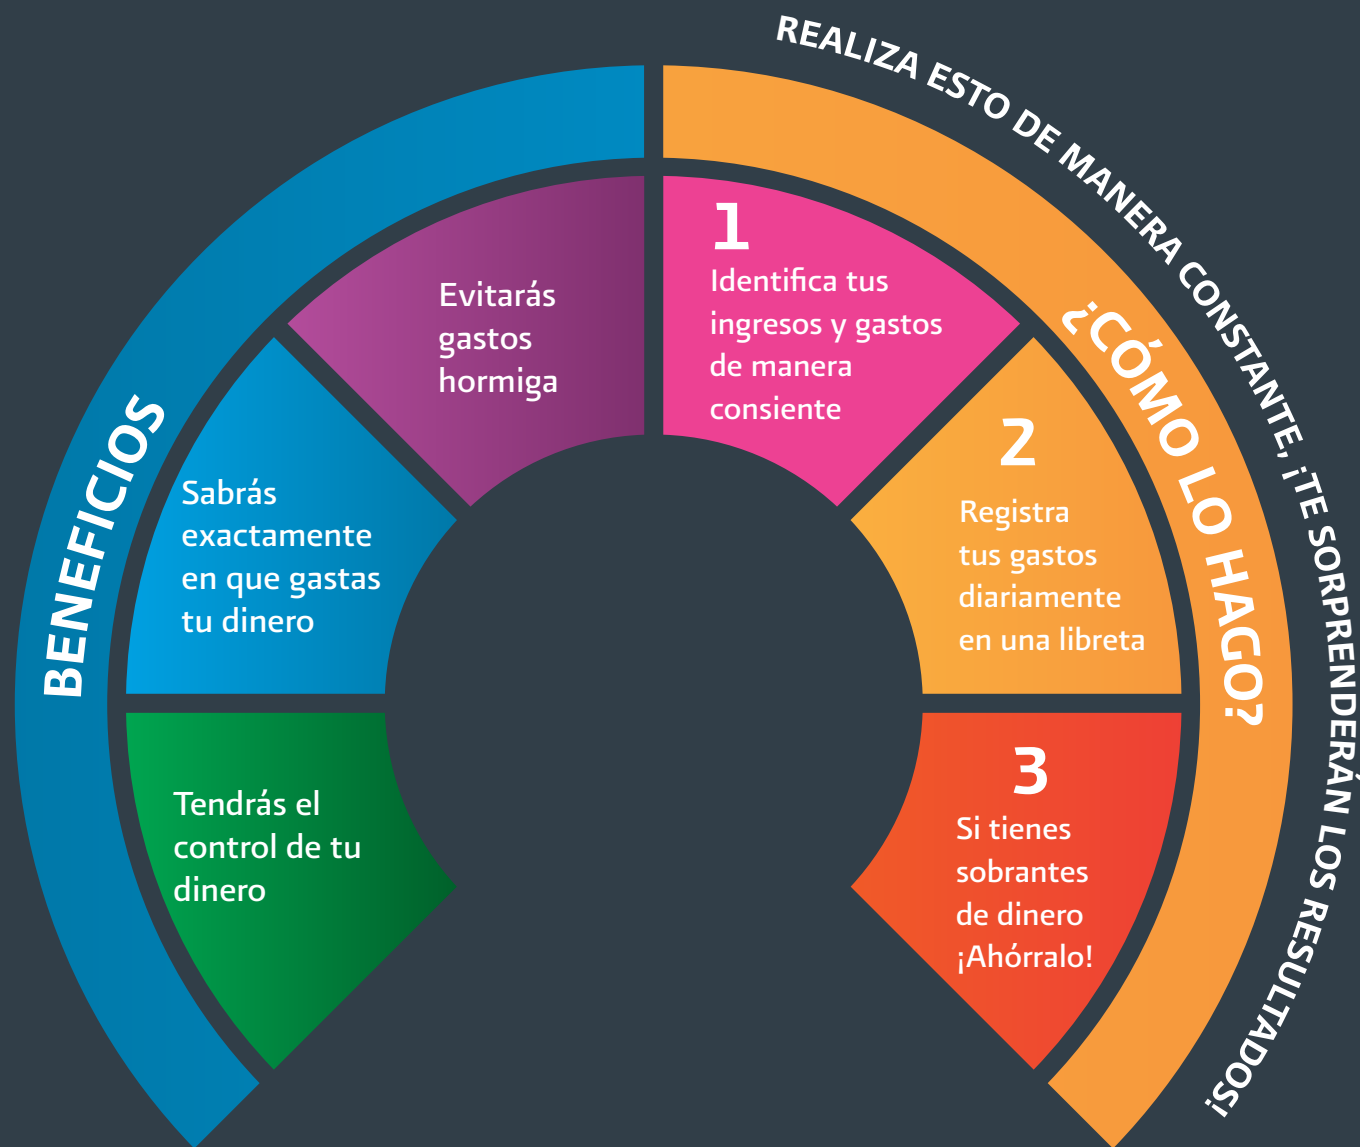 REALIZA ESTO DE MANERA CONSTANTE, ¡TE SORPRENDERÁN LOS RESULTADOS!
BENEFICIOS
Evitarás
gastos
hormiga
Sabrás
exactamente
en que gastas
tu dinero
Tendrás el
control de tu
dinero
¿CÓMO LO HAGO?
1
Identifica tus
ingresos y gastos
de manera
consiente
2
Registra
tus gastos
diariamente
en una libreta
3
Si tienes
sobrantes
de dinero
¡Ahórralo!